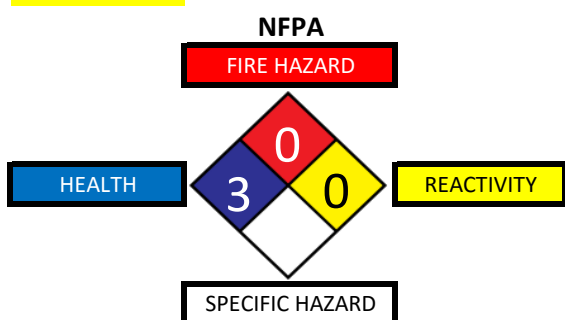 NFPA
FIRE HAZARD
0
HEALTH
3
0
REACTIVITY
SPECIFIC HAZARD